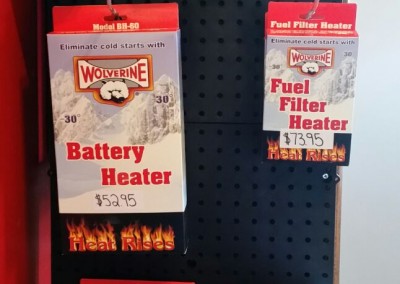 Model BH-60
Eliminate cold starts with
WOLVERINE
30°
30°
Battery
Heater
$52.95
Heat Rises
Fuel Filter Heater
Eliminate cold starts with
WOLVERINE
30°
30°
Fuel
Filter
Heater
$73.95
Heat Rises